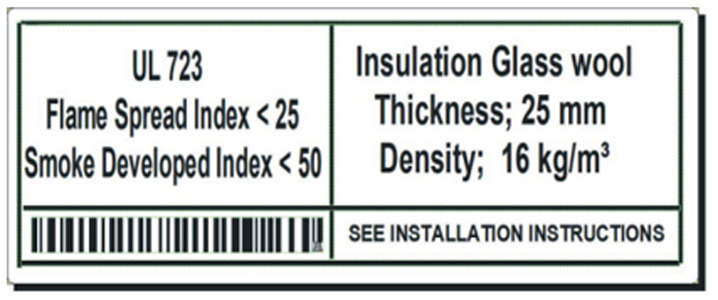 UL 723
Flame Spread Index < 25
Smoke Developed Index < 50
Insulation Glass wool
Thickness; 25 mm
Density; 16 kg/m³
SEE INSTALLATION INSTRUCTIONS